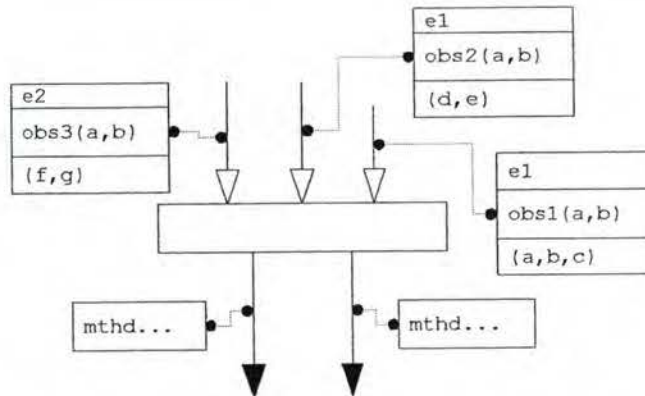 e1
obs2(a,b)
(d,e)
e2
obs3(a,b)
(f,g)
e1
obs1(a,b)
(a,b,c)
mthd...
mthd...